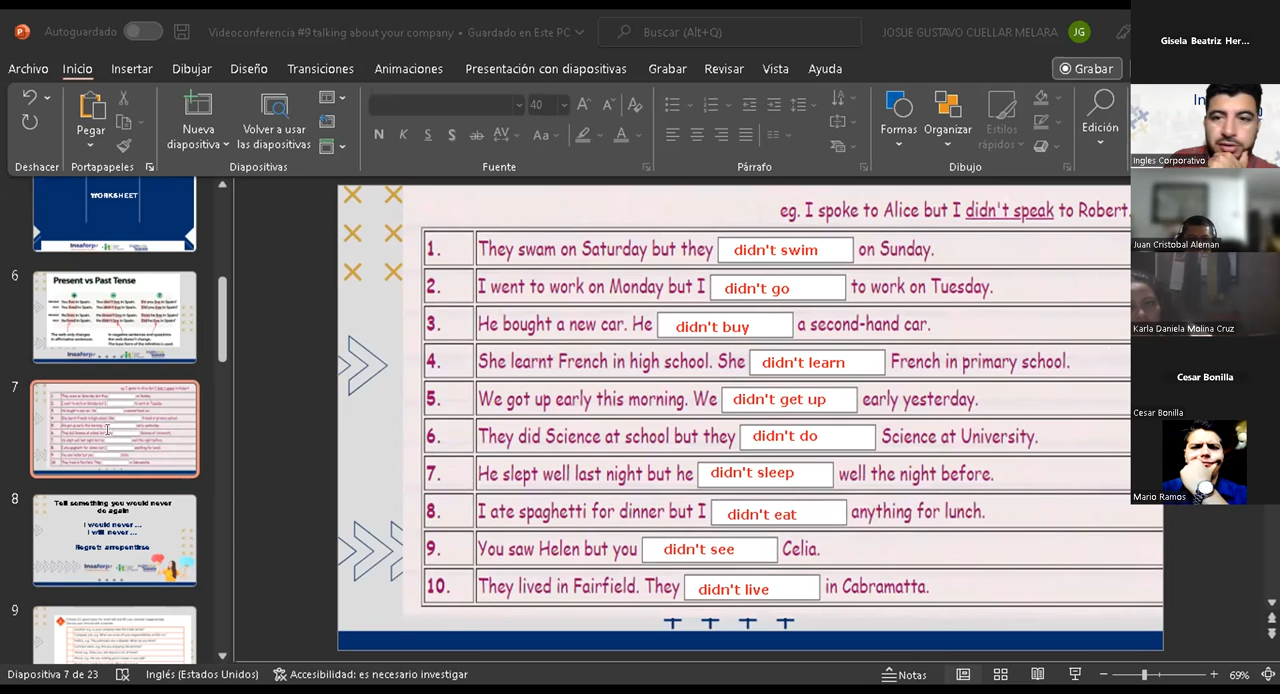 Autoguardado
Videoconferencia #9 talking about your company • Guardado en Este PC
Buscar (Alt+Q)
JOSUE GUSTAVO CUELLAR MELARA
JG
Archivo Inicio Insertar Dibujar Diseño Transiciones Animaciones Presentación con diapositivas Grabar Revisar Vista Ayuda
Grabar
Pegar
Nueva diapositiva
Volver a usar las diapositivas
40
Formas
Organizar
Estilos rápidos
Edición
Deshacer Portapapeles Diapositivas Fuente Párrafo Dibujo
WORKSHEET
6
Present vs Past Tense
7
8
Tell something you would never do again
I would never ...
I will never ...
Regret: arrepentirse
9
eg. I spoke to Alice but I didn't speak to Robert.
1. They swam on Saturday but they didn't swim on Sunday.
2. I went to work on Monday but I didn't go to work on Tuesday.
3. He bought a new car. He didn't buy a second-hand car.
4. She leant French in high school. She didn't learn French in primary school.
5. We got up early this morning. We didn't get up early yesterday.
6. They did Science at school but they didn't do Science at University.
7. He slept well last night but he didn't sleep well the night before.
8. I ate spaghetti for dinner but I didn't eat anything for lunch.
9. You saw Helen but you didn't see Celia.
10. They lived in Fairfield. They didn't live in Cabramatta.
Gisela Beatriz Her...
Ingles Corporativo
Juan Cristobal Aleman
Karla Daniela Molina Cruz
Cesar Bonilla
Cesar Bonilla
Mario Ramos
Diapositiva 7 de 23
Inglés (Estados Unidos)
Accesibilidad: es necesario investigar
Notas
69%